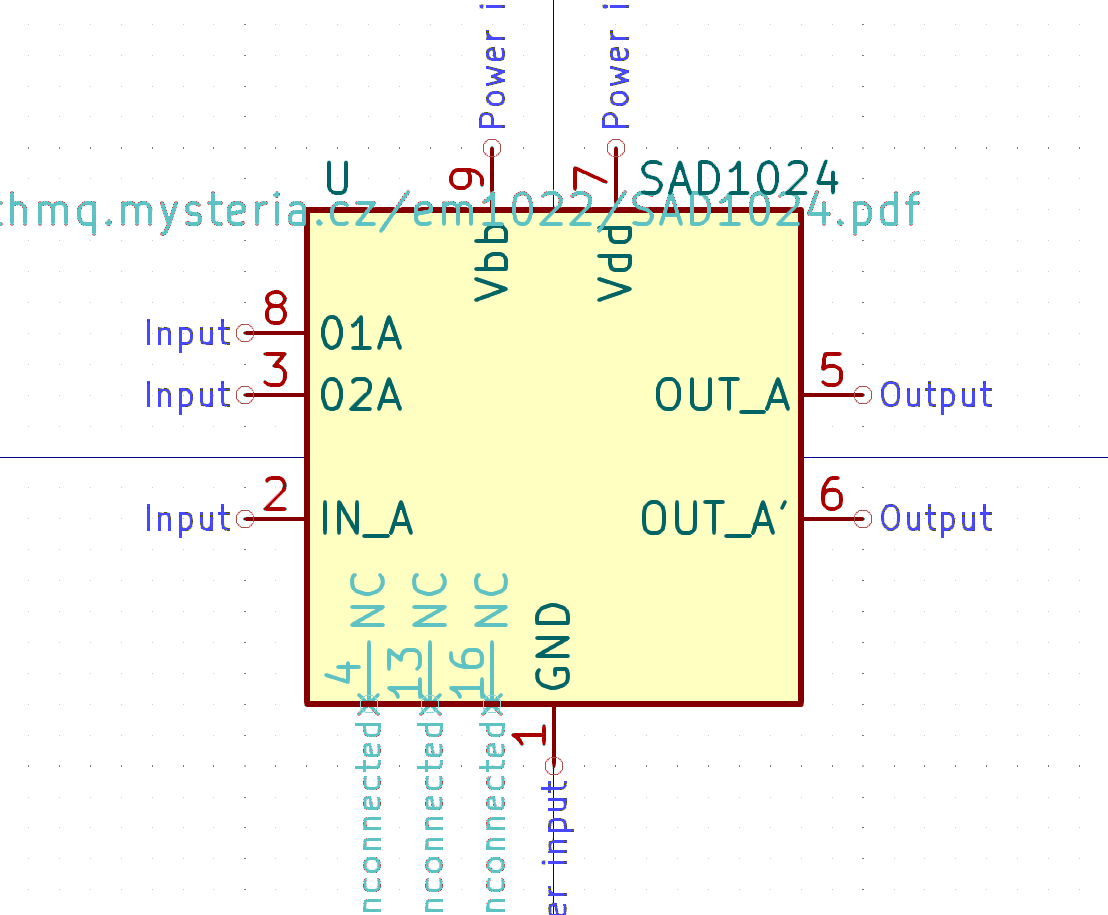 Power i
Power i
U
9
7
SAD1024
thmq.mysteria.cz/em1022/SAD1024.pdf
Vbb
Vdd
Input 8 01A
Input 3 02A
OUT_A 5 Output
Input 2 IN_A
OUT_A' 6 Output
NC
NC
NC
GND
4
13
16
1
nconnected
nconnected
nconnected
er input